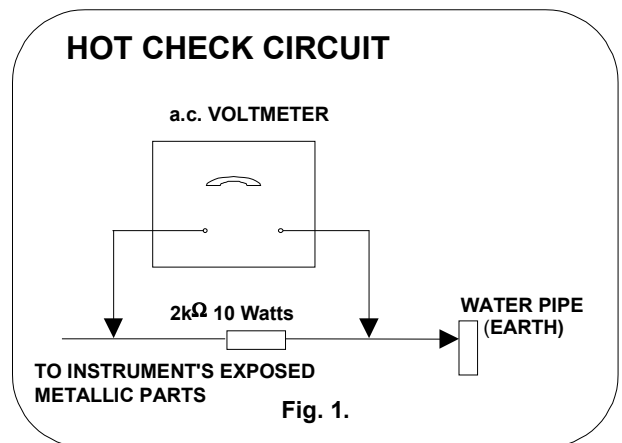 HOT CHECK CIRCUIT
a.c. VOLTMETER
2kΩ 10 Watts
WATER PIPE
(EARTH)
TO INSTRUMENT'S EXPOSED
METALLIC PARTS
Fig. 1.